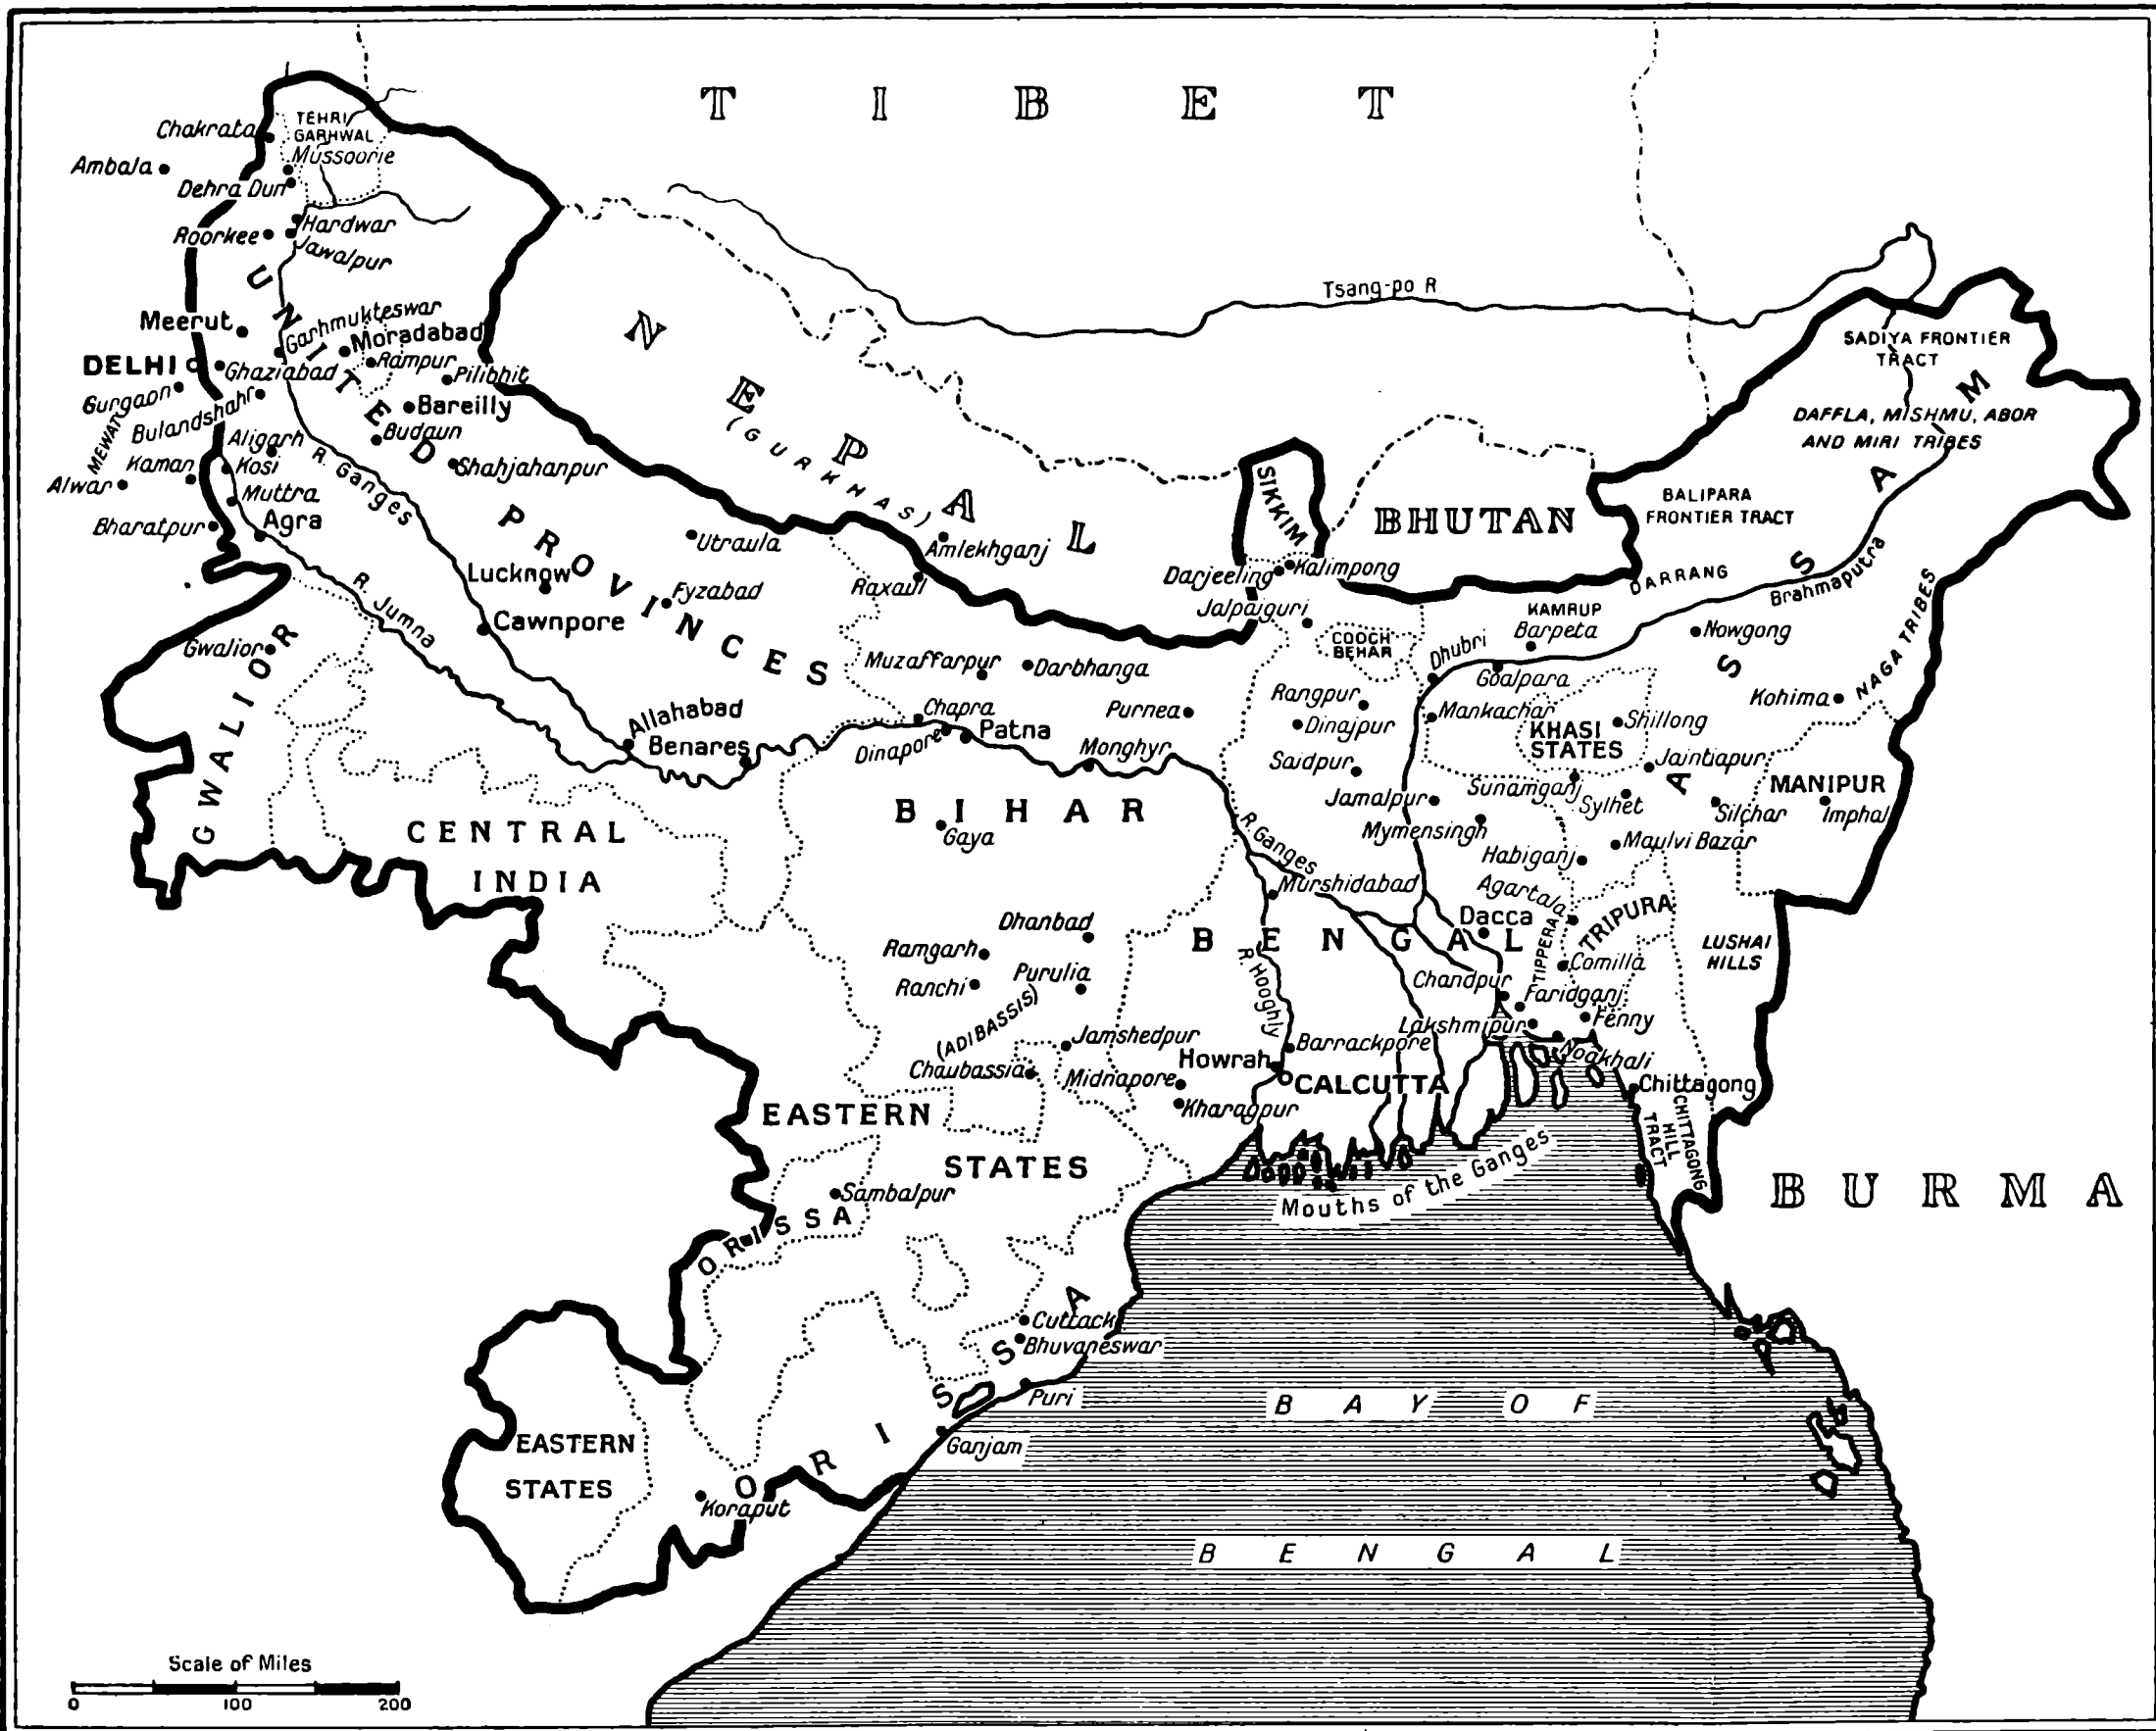 TIBET
Chakrata
TEHRI
GARHWAL
Mussoorie
Ambala
Dehra Dun
Hardwar
Roorkee
Jawalpur
UNITED PROVINCES
Tsang-po R
Meerut
Garhmukteswar
Moradabad
DELHI
Ghaziabad
Rampur
Pilibhit
Gurgaon
Bulandshahr
Bareilly
MEWAT
Aligarh
Budaun
Kaman
Kosi
R. Ganges
Shahjahanpur
Alwar
Muttra
Bharatpur
Agra
NEPAL
(GURKHAS)
SIKKIM
BHUTAN
SADIYA FRONTIER
TRACT
DAFFLA, MISHMU, ABOR
AND MIRI TRIBES
BALIPARA
FRONTIER TRACT
ASSAM
Utraula
Amlekhganj
Lucknow
Fyzabad
Raxaul
Darjeeling
Kalimpong
DARRANG
Brahmaputra
R. Jumna
Cawnpore
Jalpaiguri
KAMRUP
Barpeta
Nowgong
NAGA TRIBES
Gwalior
COOCH
BEHAR
Dhubri
GWALIOR
Muzaffarpur
Darbhanga
Goalpara
Kohima
Rangpur
Chapra
Purnea
Dinajpur
Mankachar
KHASI
STATES
Shillong
Allahabad
Benares
Dinapore
Patna
Monghyr
Saidpur
Jaintiapur
MANIPUR
Jamalpur
Sunamganj
Sylhet
Silchar
Imphal
BIHAR
CENTRAL
INDIA
Gaya
R. Ganges
Mymensingh
Maulvi Bazar
Habiganj
Murshidabad
Agartala
Dacca
TRIPURA
TIPPERA
Dhanbad
BENGAL
LUSHAI
HILLS
Ramgarh
R. Hooghly
Comilla
Ranchi
Purulia
Chandpur
Faridganj
(ADIBASSIS)
Lakshmipur
Fenny
Jamshedpur
Barrackpore
Noakhali
Chaubassia
Howrah
Midnapore
CALCUTTA
Chittagong
Kharagpur
CHITTAGONG
HILL
TRACT
EASTERN
STATES
Mouths of the Ganges
BURMA
Sambalpur
ORISSA
Cuttack
Bhuvaneswar
Puri
BAY OF
BENGAL
ORISSA
Ganjam
EASTERN
STATES
Koraput
Scale of Miles
0 100 200